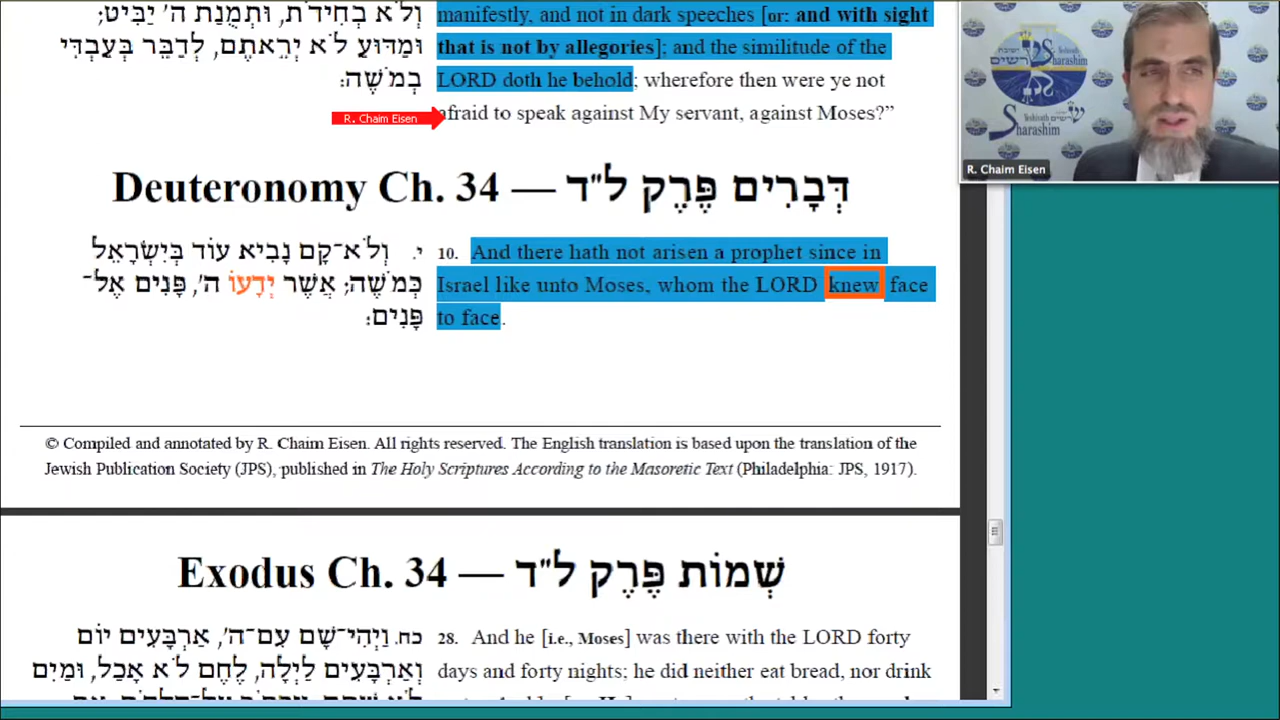 וְלֹא בְחִידֹת, וּתְמֻנַת ה' יַבִּיט;
וּמַדּוּעַ לֹא יְרֵאתֶם, לְדַבֵּר בְּעַבְדִּי
בְמֹשֶׁה:
manifestly, and not in dark speeches [or: and with sight
that is not by allegories]; and the similitude of the
LORD doth he behold; wherefore then were ye not
afraid to speak against My servant, against Moses?”
R. Chaim Eisen
Deuteronomy Ch. 34 — דְּבָרִים פֶּרֶק ל"ד
י. וְלֹא־קָם נָבִיא עוֹד בְּיִשְׂרָאֵל
כְּמֹשֶׁה; אֲשֶׁר יְדָעוֹ ה', פָּנִים אֶל־
פָּנִים:
10. And there hath not arisen a prophet since in
Israel like unto Moses, whom the LORD knew face
to face.
© Compiled and annotated by R. Chaim Eisen. All rights reserved. The English translation is based upon the translation of the
Jewish Publication Society (JPS), published in The Holy Scriptures According to the Masoretic Text (Philadelphia: JPS, 1917).
Exodus Ch. 34 — שְׁמוֹת פֶּרֶק ל"ד
כח. וַיְהִי־שָׁם עִם־ה', אַרְבָּעִים יוֹם
וְאַרְבָּעִים לַיְלָה, לֶחֶם לֹא אָכַל, וּמַיִם
28. And he [i.e., Moses] was there with the LORD forty
days and forty nights; he did neither eat bread, nor drink
ישיבת
שרשים
Yeshivath
Sharashim
R. Chaim Eisen